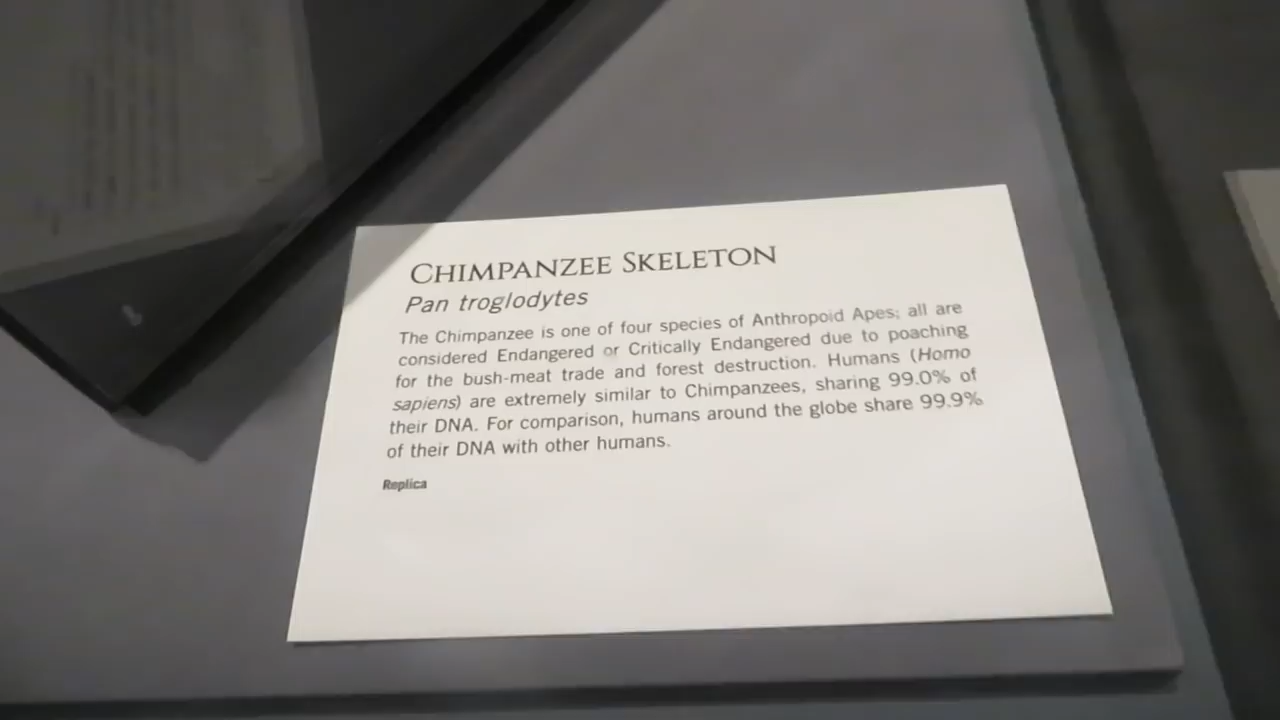 CHIMPANZEE SKELETON
Pan troglodytes
The Chimpanzee is one of four species of Anthropoid Apes; all are
considered Endangered or Critically Endangered due to poaching
for the bush-meat trade and forest destruction. Humans (Homo
sapiens) are extremely similar to Chimpanzees, sharing 99.0% of
their DNA. For comparison, humans around the globe share 99.9%
of their DNA with other humans.
Replica